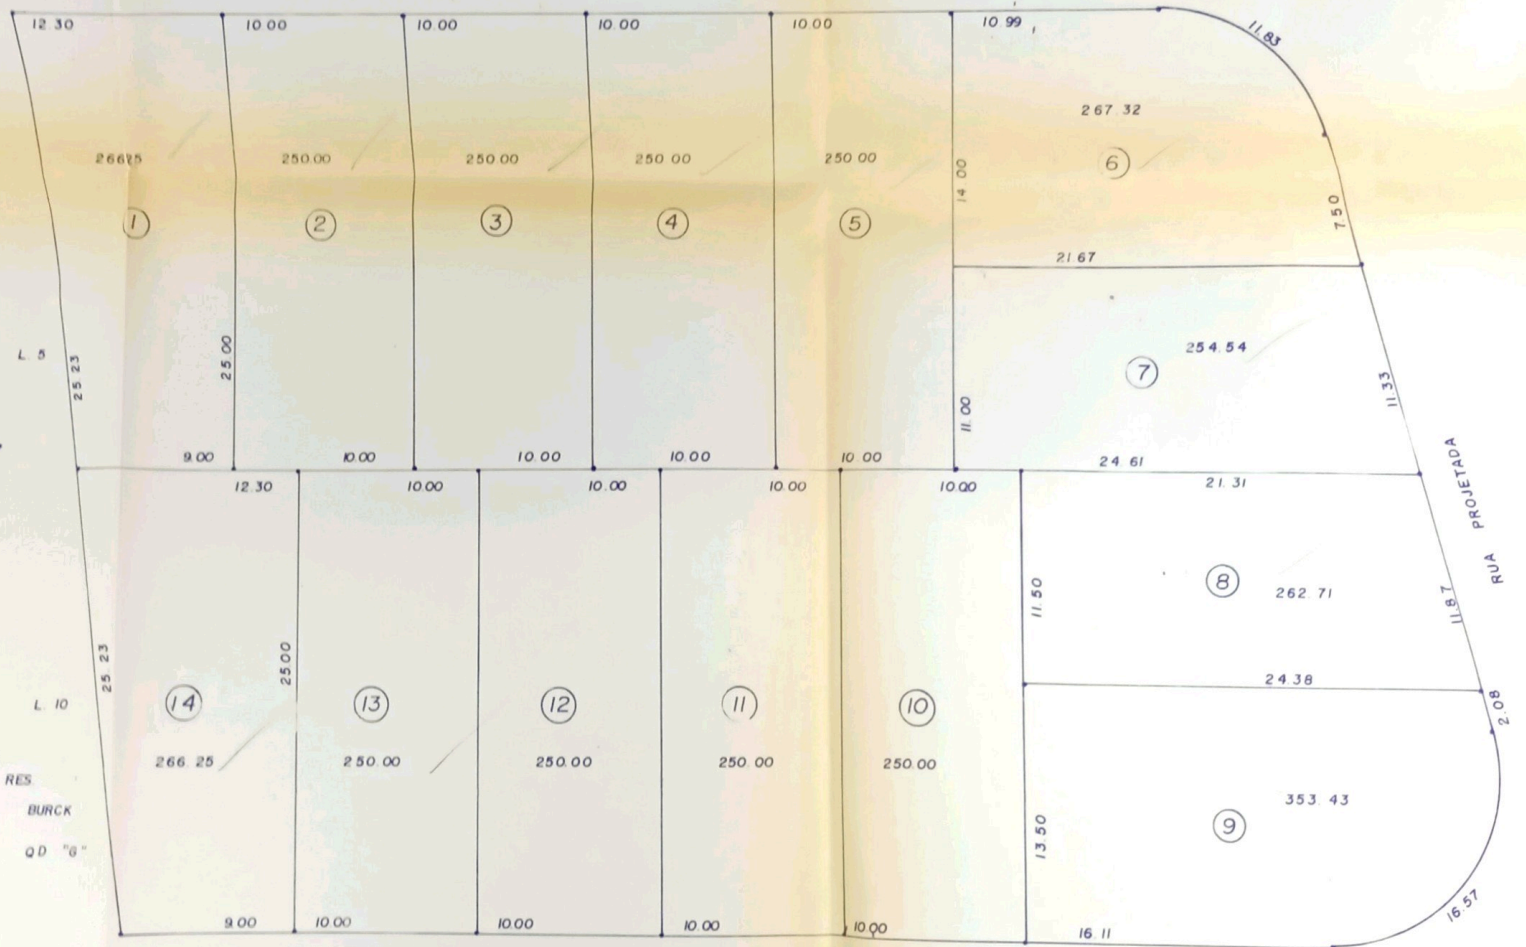 12.30 10.00 10.00 10.00 10.00 10.99 11.83
266.25 250.00 250.00 250.00 250.00 267.32
1 2 3 4 5 14.00 6
7.50
21.67
L. 5 25.23 25.00 11.00 7 254.54 11.33
9.00 10.00 10.00 10.00 10.00 24.61
12.30 10.00 10.00 10.00 10.00 21.31
RUA PROJETADA
11.50 8 262.71 11.87
25.23 25.00 24.38
L. 10 14 13 12 11 10 2.08
266.25 250.00 250.00 250.00 250.00
RES
BURCK
QD "G"
13.50 9 353.43
16.57
9.00 10.00 10.00 10.00 10.00 16.11